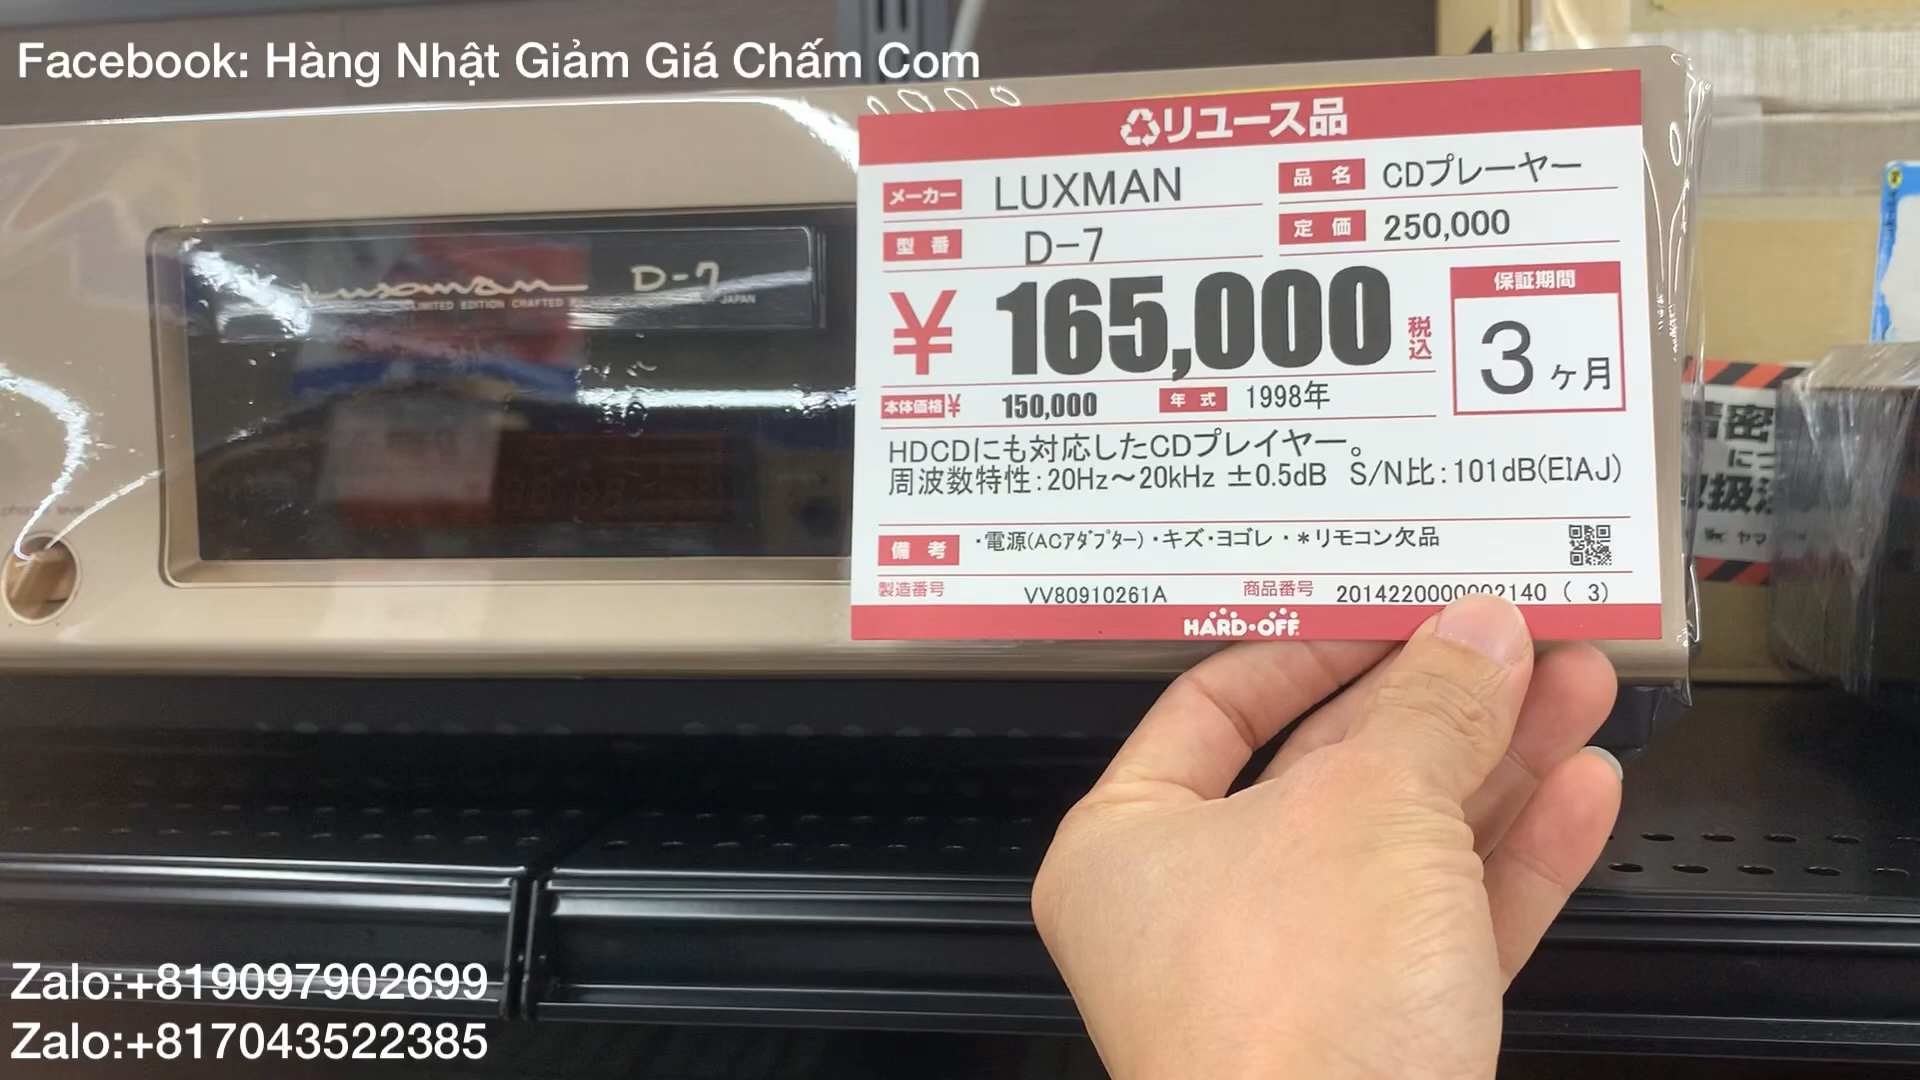 Facebook: Hàng Nhật Giảm Giá Chấm Com
リユース品
メーカー LUXMAN 品名 CDプレーヤー
型番 D-7 定価 250,000
¥165,000 税込 保証期間 3ヶ月
本体価格¥ 150,000 年式 1998年
HDCDにも対応したCDプレイヤー。
周波数特性:20Hz～20kHz ±0.5dB S/N比:101dB(EIAJ)
備考 ・電源(ACアダプター)・キズ・ヨゴレ・*リモコン欠品
製造番号 VV80910261A 商品番号 2014220000002140 ( 3)
HARD・OFF
Luxman D-7
LIMITED EDITION CRAFTED
JAPAN
Zalo:+819097902699
Zalo:+817043522385